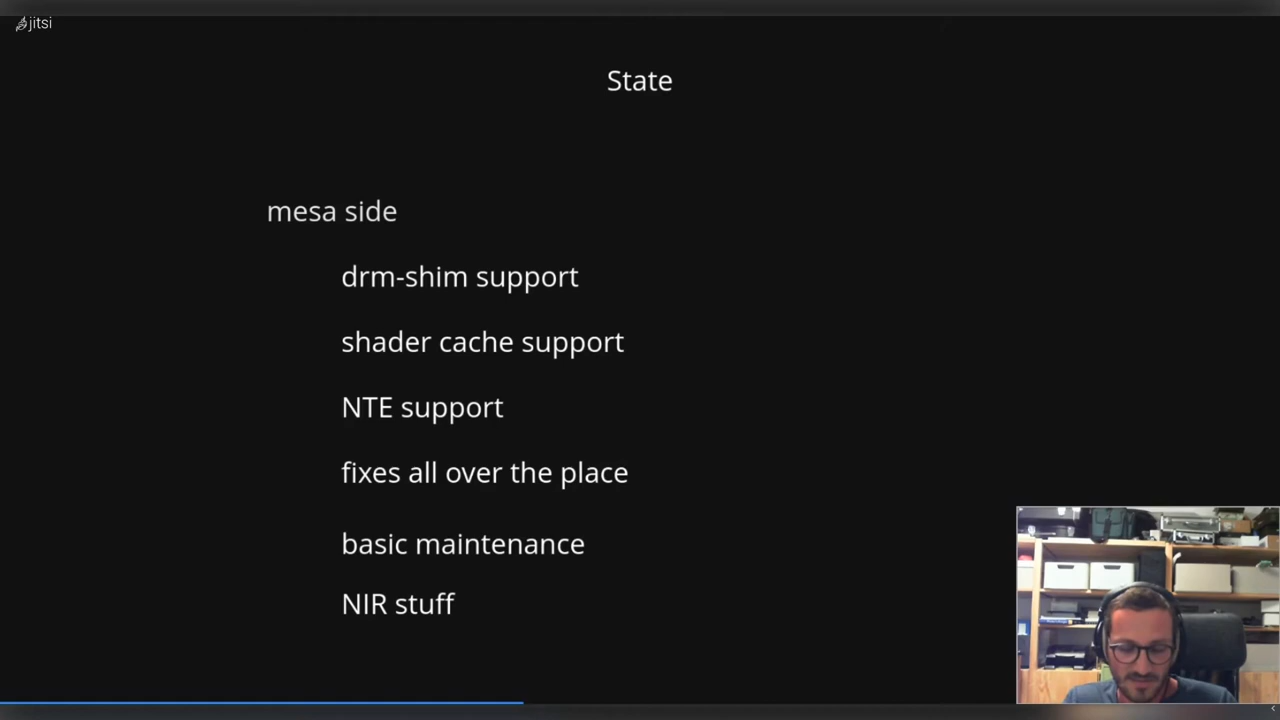 jitsi
State
mesa side
drm-shim support
shader cache support
NTE support
fixes all over the place
basic maintenance
NIR stuff